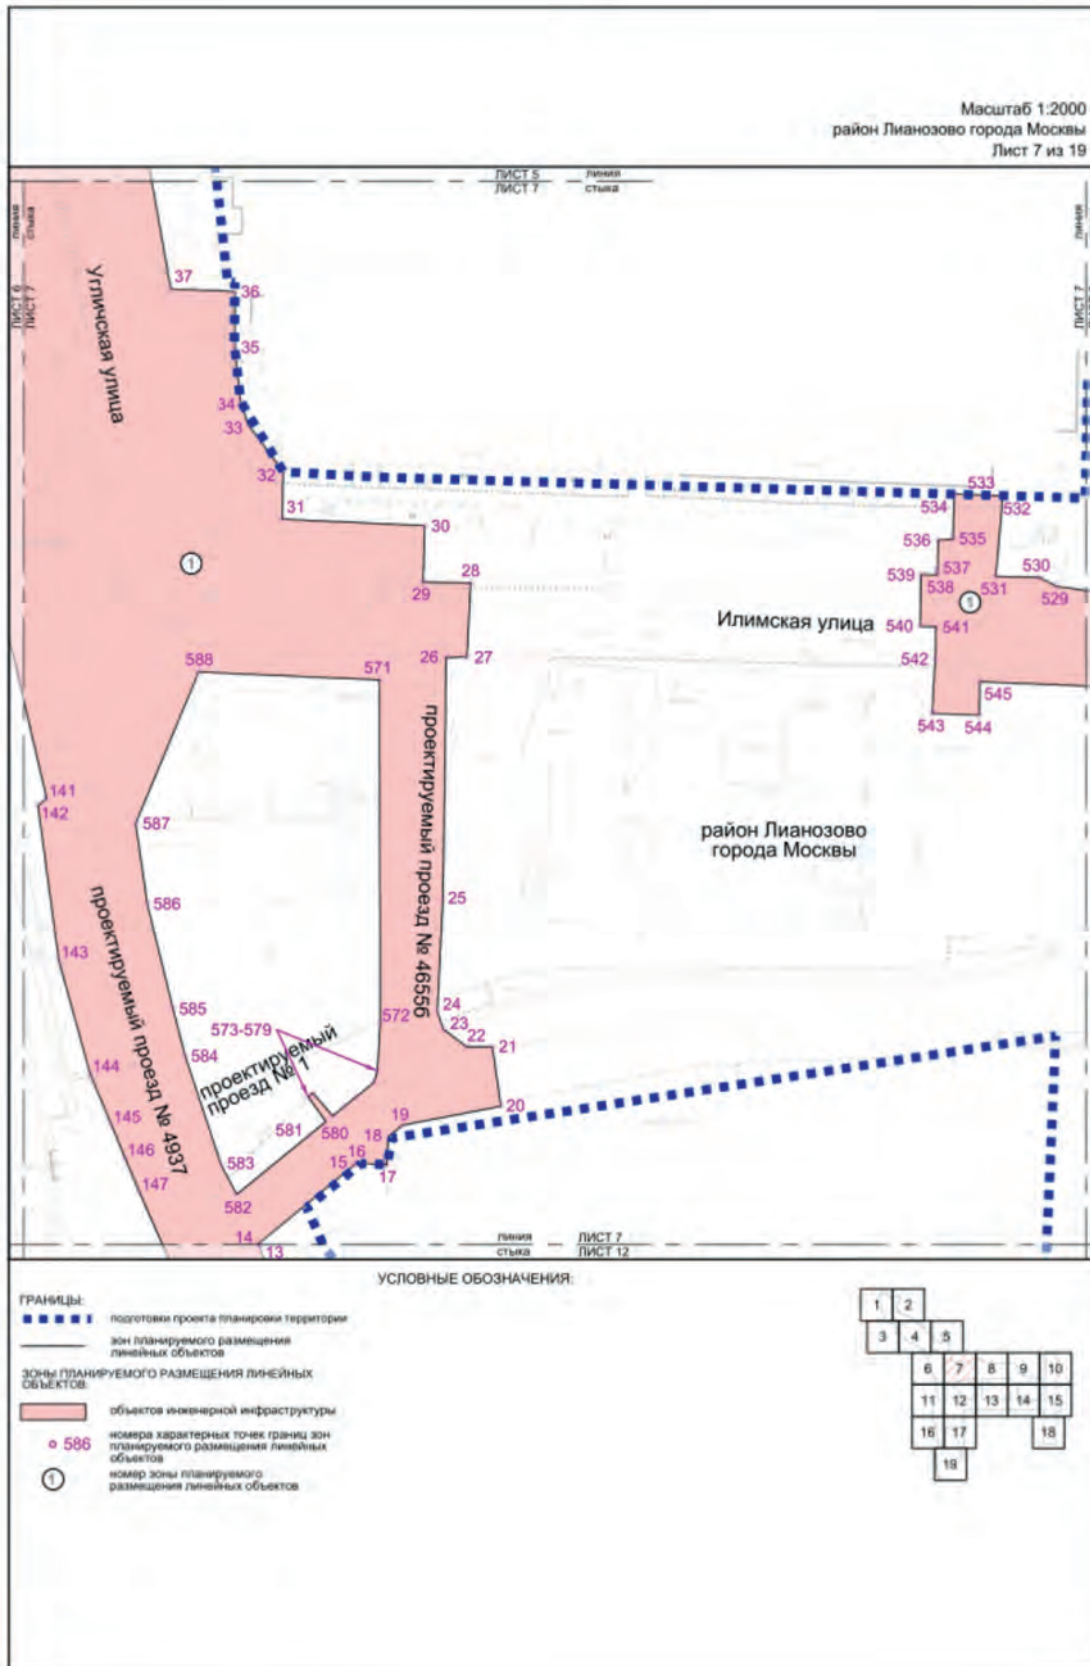 Масштаб 1:2000
район Лианозово города Москвы
Лист 7 из 19
ЛИСТ 5
линия
ЛИСТ 7
стыка
линия
стыка
ЛИСТ 6
ЛИСТ 7
линия
ЛИСТ 7
Угличская улица
37
36
35
34
33
32
31
30
29
28
27
26
533
534
532
536
535
539
537
538
531
530
529
1
1
Илимская улица
540
541
542
543
544
545
588
571
проектируемый проезд № 46556
141
142
587
район Лианозово
города Москвы
586
25
143
проектируемый проезд № 4937
585
573-579
572
24
23
22
21
584
проектируемый
проезд № 1
144
145
146
147
20
19
18
581
580
16
15
17
583
582
14
13
линия
ЛИСТ 7
стыка
ЛИСТ 12
УСЛОВНЫЕ ОБОЗНАЧЕНИЯ:
ГРАНИЦЫ:
подготовки проекта планировки территории
зон планируемого размещения
линейных объектов
ЗОНЫ ПЛАНИРУЕМОГО РАЗМЕЩЕНИЯ ЛИНЕЙНЫХ
ОБЪЕКТОВ:
объектов инженерной инфраструктуры
586
номера характерных точек границ зон
планируемого размещения линейных
объектов
1
номер зоны планируемого
размещения линейных объектов
1 2
3 4 5
6 7 8 9 10
11 12 13 14 15
16 17 18
19